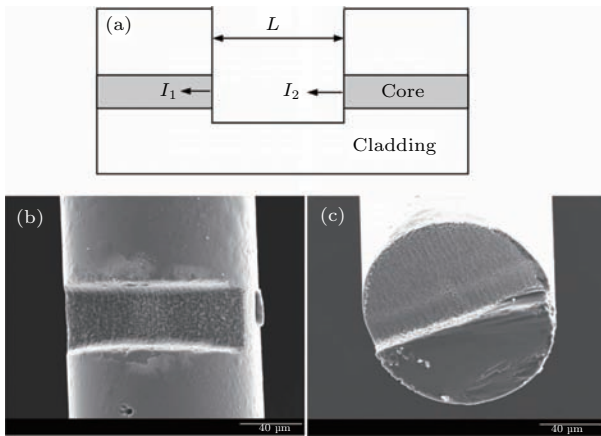 (a)
L
I₁
I₂
Core
Cladding
(b)
(c)
40 µm
40 µm